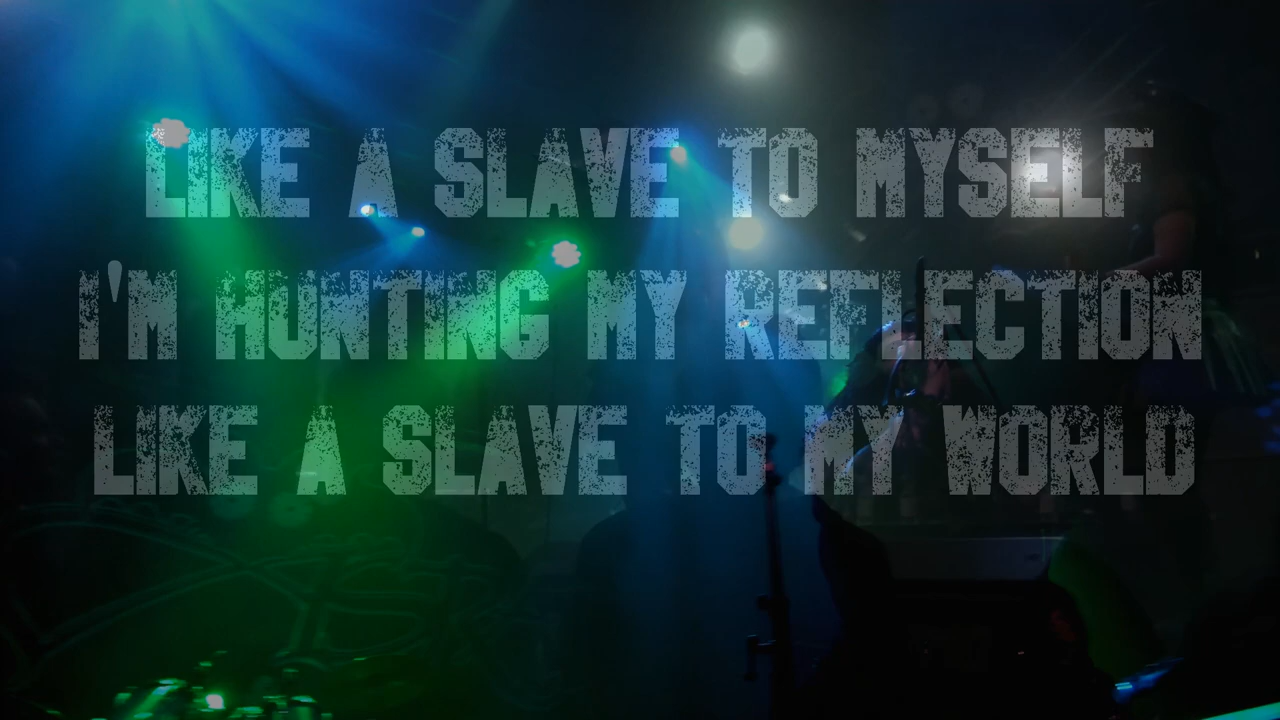 LIKE A SLAVE TO MYSELF
I'M HUNTING MY REFLECTION
LIKE A SLAVE TO MY WORLD